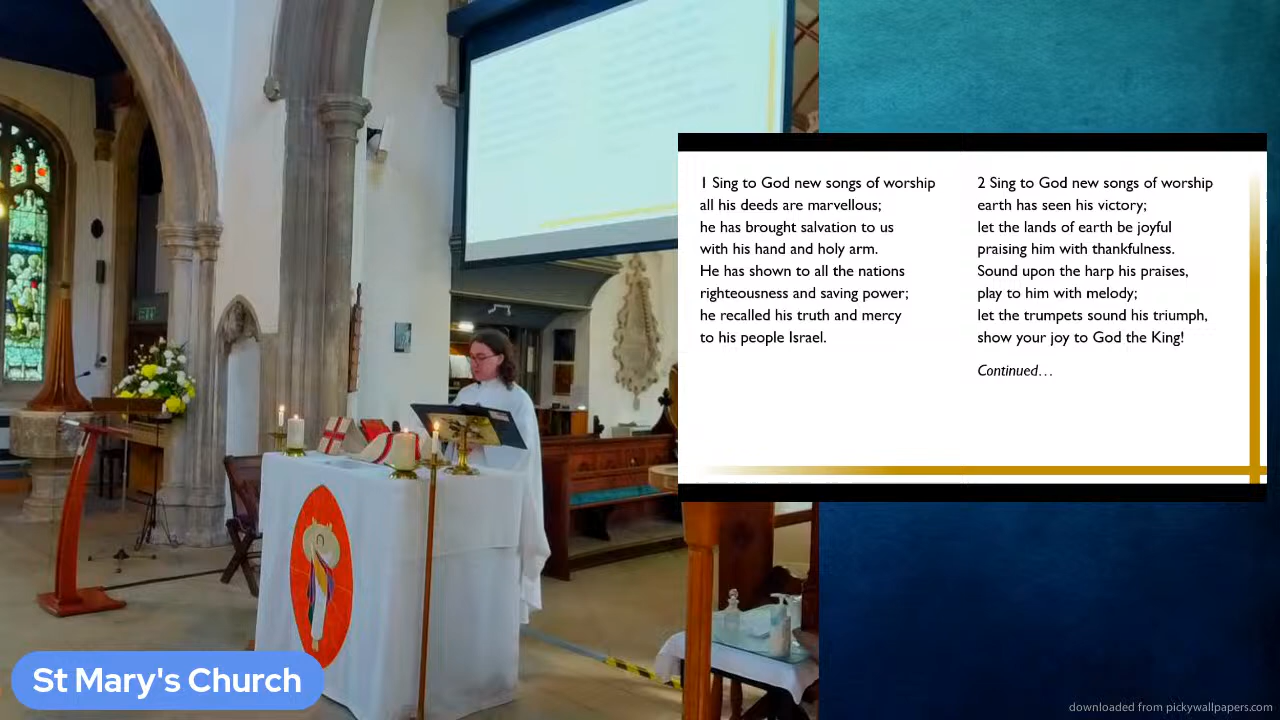 1 Sing to God new songs of worship
all his deeds are marvellous;
he has brought salvation to us
with his hand and holy arm.
He has shown to all the nations
righteousness and saving power;
he recalled his truth and mercy
to his people Israel.
2 Sing to God new songs of worship
earth has seen his victory;
let the lands of earth be joyful
praising him with thankfulness.
Sound upon the harp his praises,
play to him with melody;
let the trumpets sound his triumph,
show your joy to God the King!
Continued…
St Mary's Church
downloaded from pickywallpapers.com